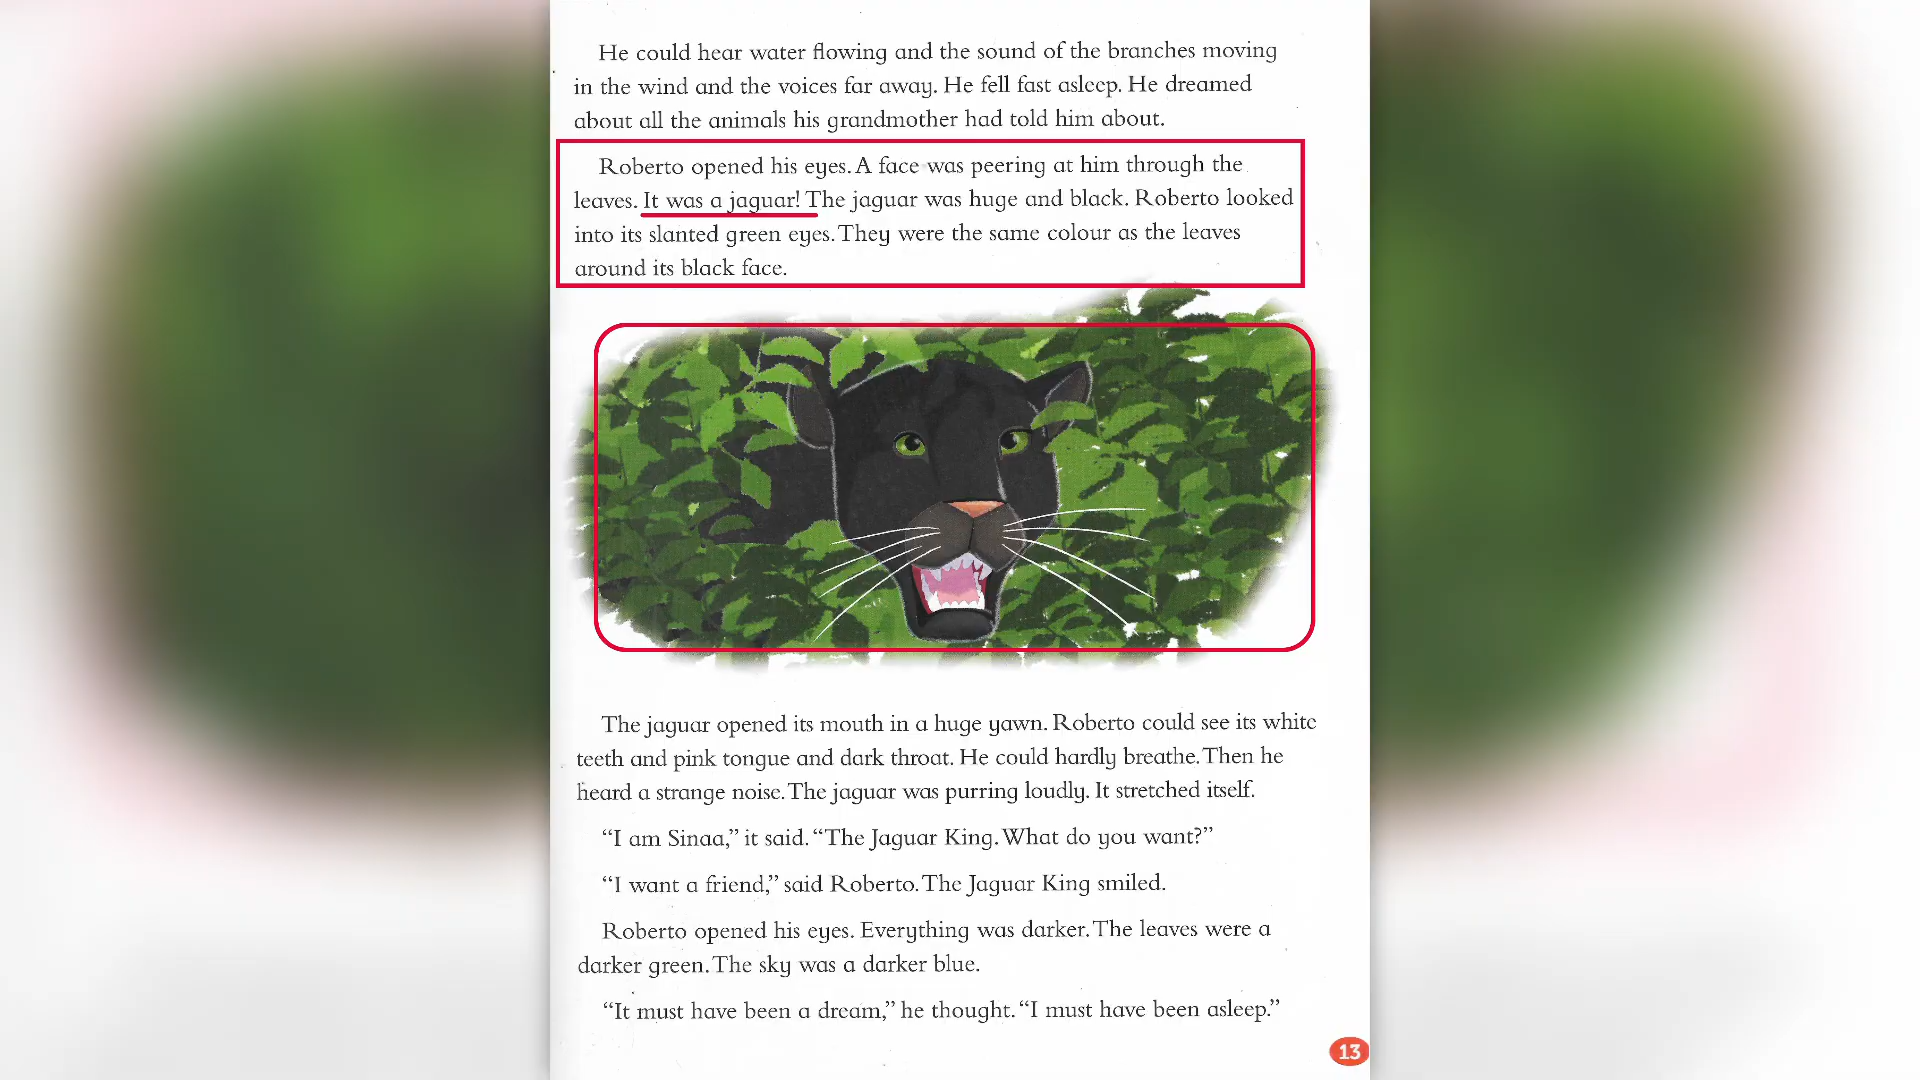 He could hear water flowing and the sound of the branches moving
in the wind and the voices far away. He fell fast asleep. He dreamed
about all the animals his grandmother had told him about.
Roberto opened his eyes. A face was peering at him through the
leaves. It was a jaguar! The jaguar was huge and black. Roberto looked
into its slanted green eyes. They were the same colour as the leaves
around its black face.
The jaguar opened its mouth in a huge yawn. Roberto could see its white
teeth and pink tongue and dark throat. He could hardly breathe. Then he
heard a strange noise. The jaguar was purring loudly. It stretched itself.
“I am Sinaa,” it said. “The Jaguar King. What do you want?”
“I want a friend,” said Roberto. The Jaguar King smiled.
Roberto opened his eyes. Everything was darker. The leaves were a
darker green. The sky was a darker blue.
“It must have been a dream,” he thought. “I must have been asleep.”
13